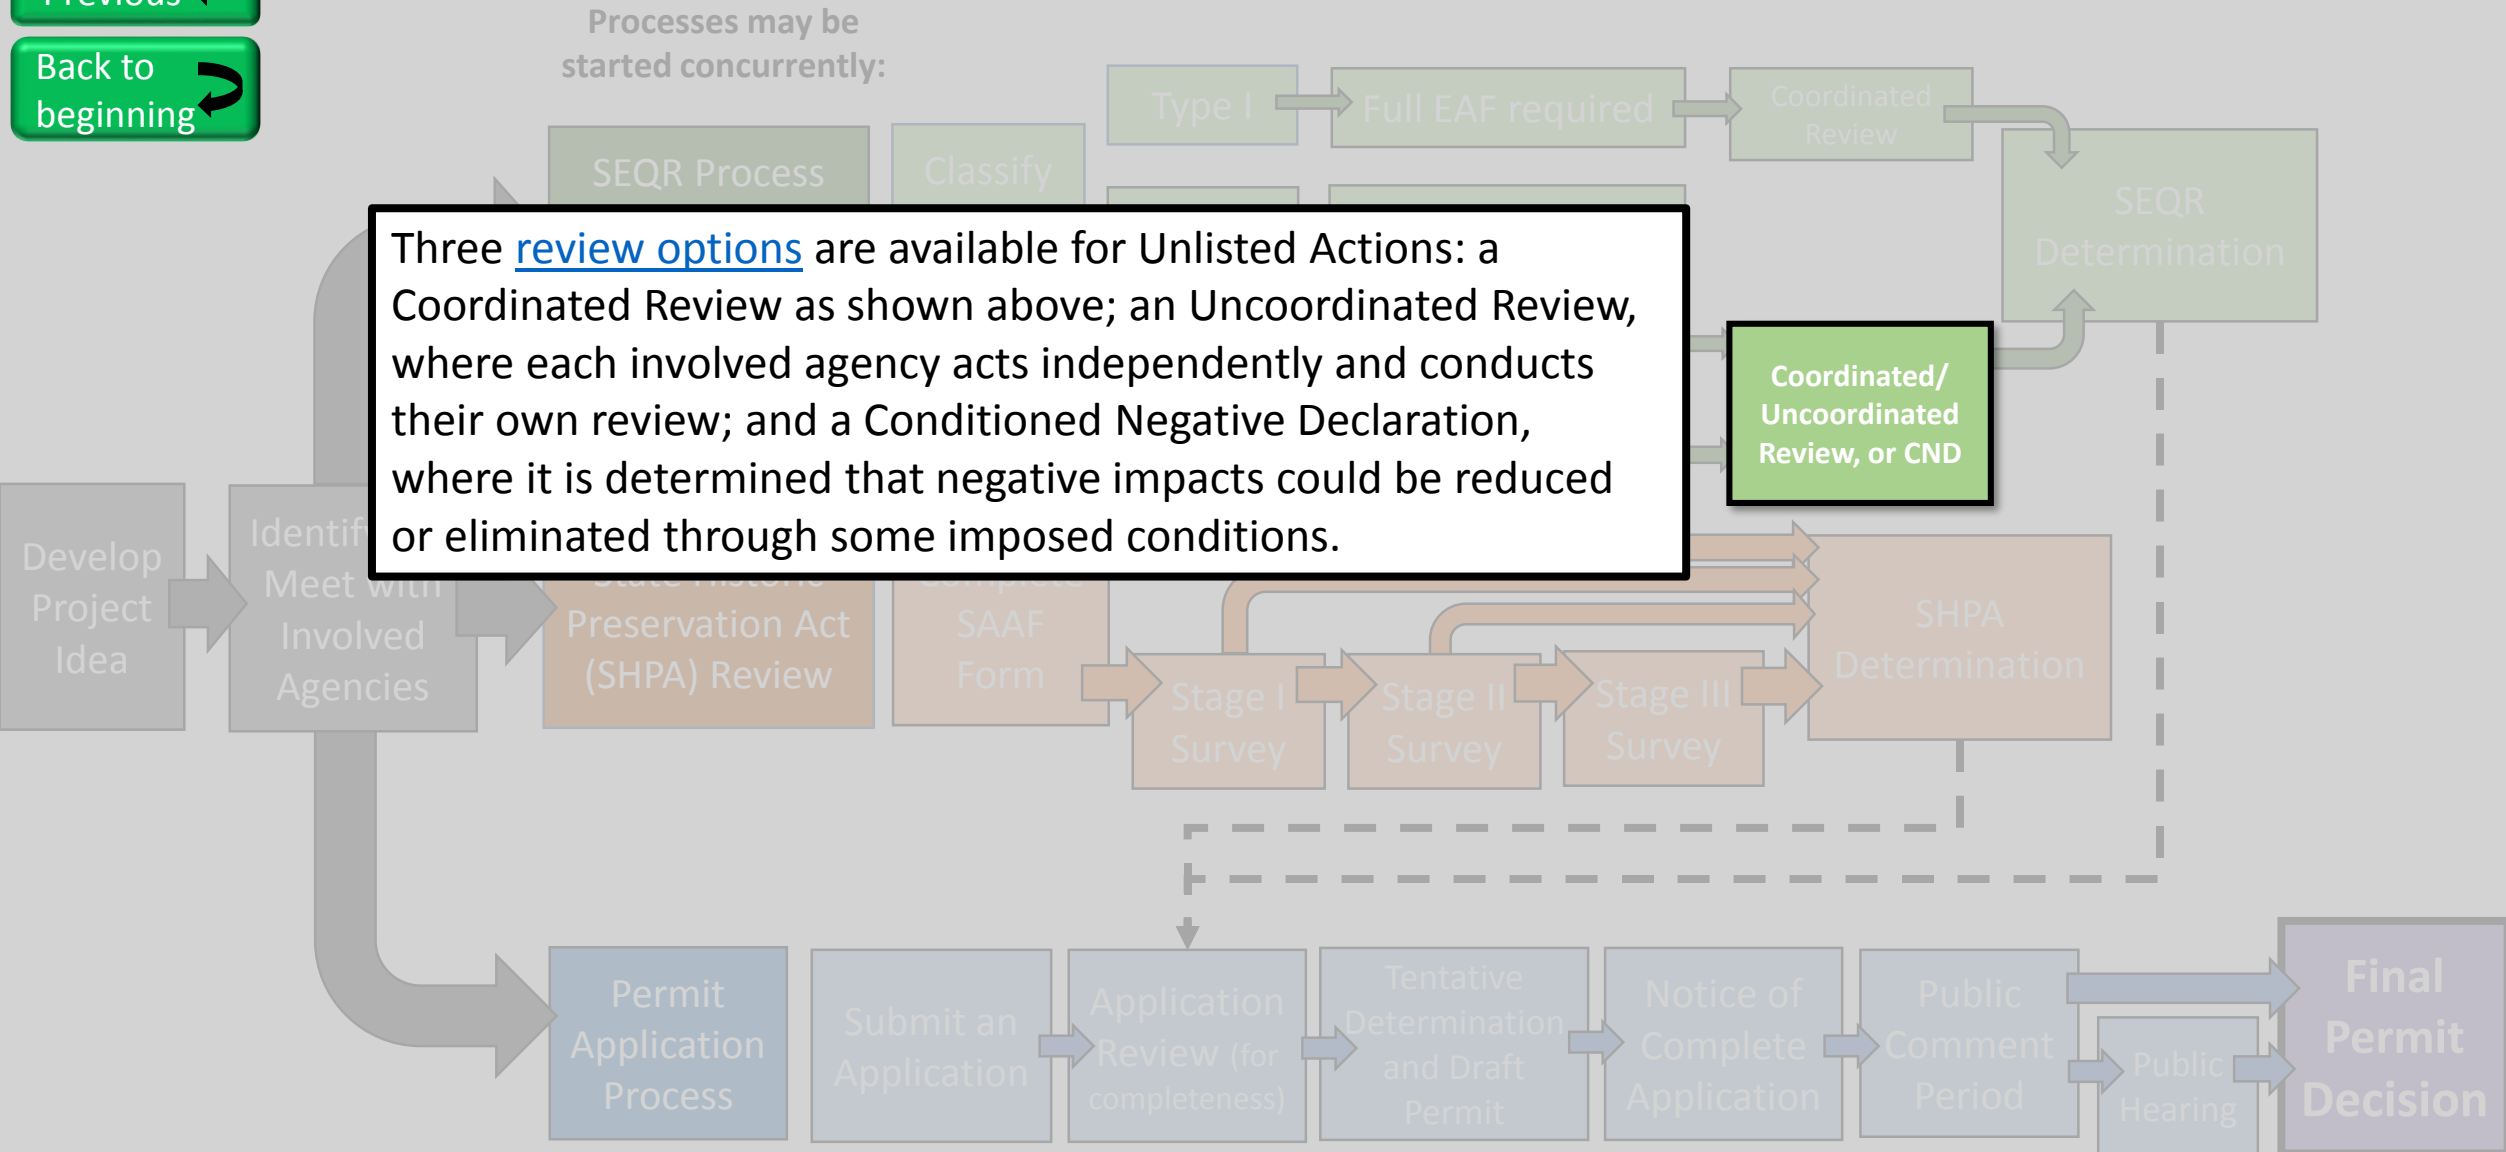 Previous
Back to
beginning
Processes may be
started concurrently:
Type I
Full EAF required
Coordinated
Review
SEQR Process
Classify
SEQR
Determination
Three review options are available for Unlisted Actions: a
Coordinated Review as shown above; an Uncoordinated Review,
where each involved agency acts independently and conducts
their own review; and a Conditioned Negative Declaration,
where it is determined that negative impacts could be reduced
or eliminated through some imposed conditions.
Coordinated/
Uncoordinated
Review, or CND
Develop
Project
Idea
Meet with
Involved
Agencies
State Historic
Preservation Act
(SHPA) Review
Complete
SAAF
Form
Stage I
Survey
Stage II
Survey
Stage III
Survey
SHPA
Determination
Permit
Application
Process
Submit an
Application
Application
Review (for
completeness)
Tentative
Determination
and Draft
Permit
Notice of
Complete
Application
Public
Comment
Period
Public
Hearing
Final
Permit
Decision